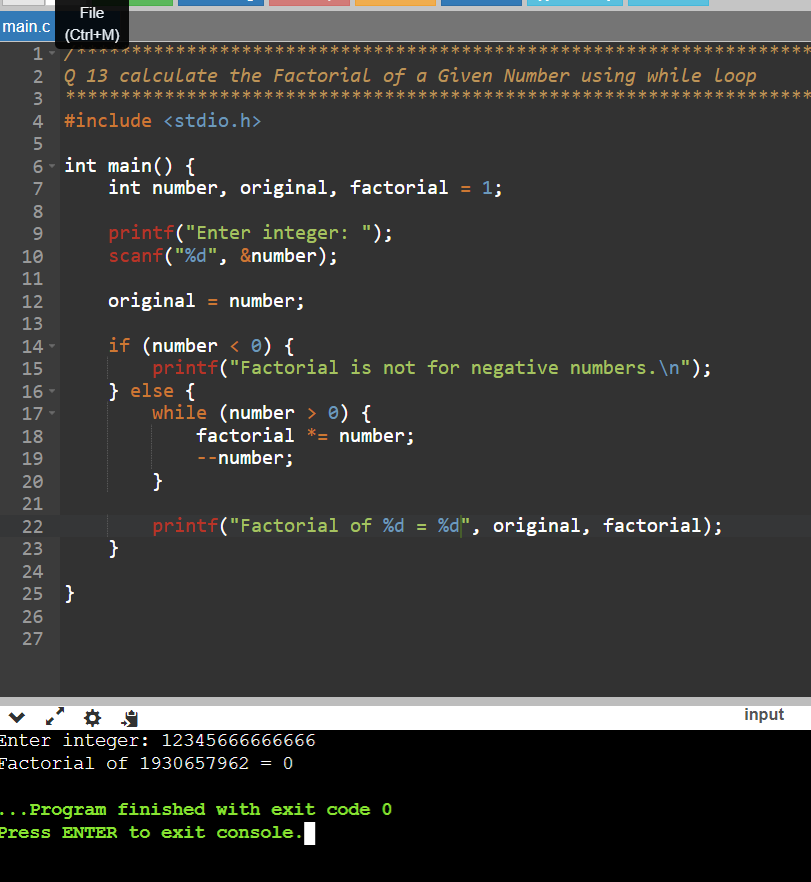 File
(Ctrl+M)
main.c
1 /******************************************************************
2 Q 13 calculate the Factorial of a Given Number using while loop
3 *******************************************************************
4 #include <stdio.h>
5
6 int main() {
7     int number, original, factorial = 1;
8
9     printf("Enter integer: ");
10     scanf("%d", &number);
11
12     original = number;
13
14     if (number < 0) {
15         printf("Factorial is not for negative numbers.\n");
16     } else {
17         while (number > 0) {
18             factorial *= number;
19             --number;
20         }
21
22         printf("Factorial of %d = %d", original, factorial);
23     }
24
25 }
26
27
input
Enter integer: 12345666666666
Factorial of 1930657962 = 0
...Program finished with exit code 0
Press ENTER to exit console.